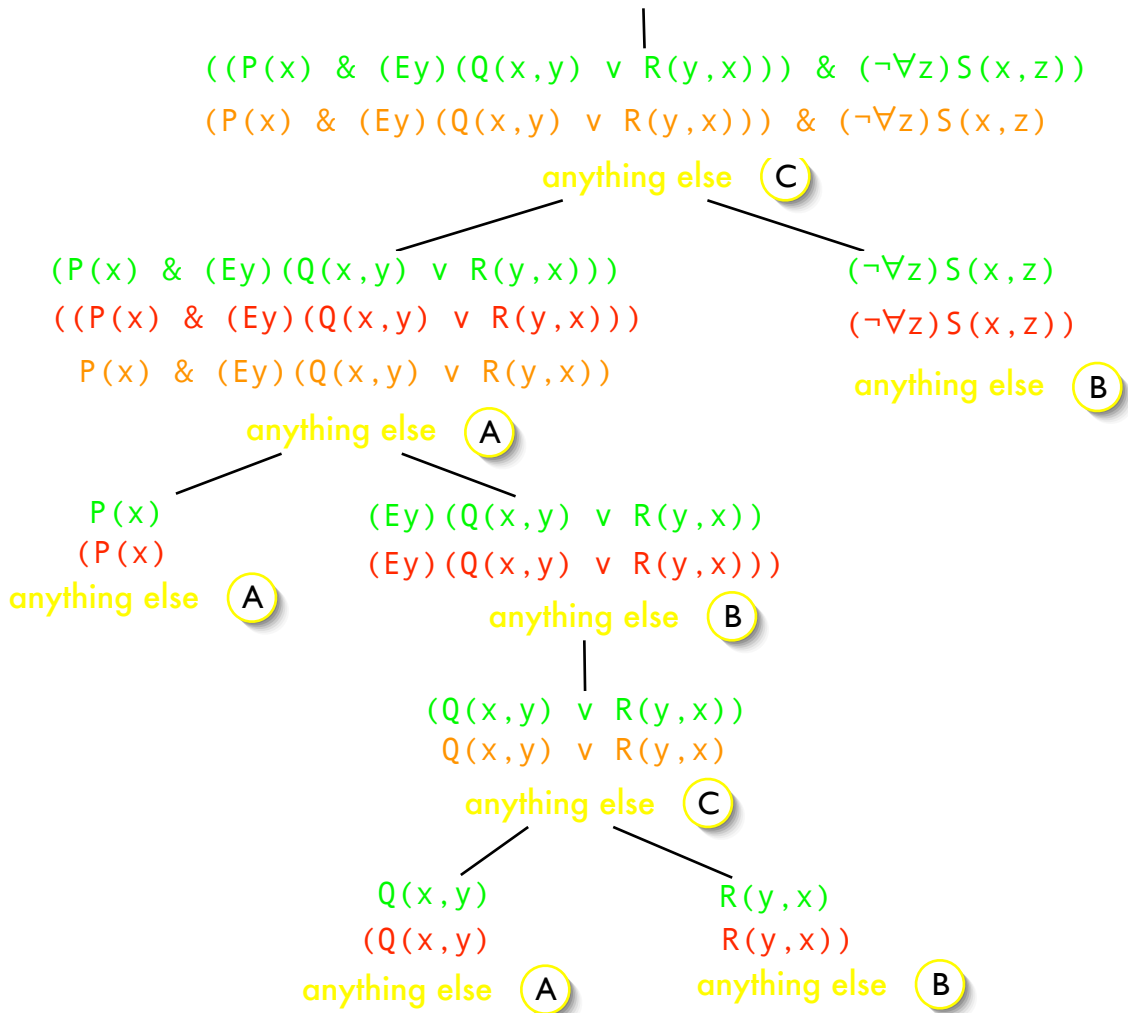 ((P(x) & (Ey)(Q(x,y) v R(y,x))) & (¬∀z)S(x,z))
(P(x) & (Ey)(Q(x,y) v R(y,x))) & (¬∀z)S(x,z)
anything else C
(P(x) & (Ey)(Q(x,y) v R(y,x)))
((P(x) & (Ey)(Q(x,y) v R(y,x)))
P(x) & (Ey)(Q(x,y) v R(y,x))
anything else A
(¬∀z)S(x,z)
(¬∀z)S(x,z))
anything else B
P(x)
(P(x)
anything else A
(Ey)(Q(x,y) v R(y,x))
(Ey)(Q(x,y) v R(y,x)))
anything else B
(Q(x,y) v R(y,x))
Q(x,y) v R(y,x)
anything else C
Q(x,y)
(Q(x,y)
anything else A
R(y,x)
R(y,x))
anything else B